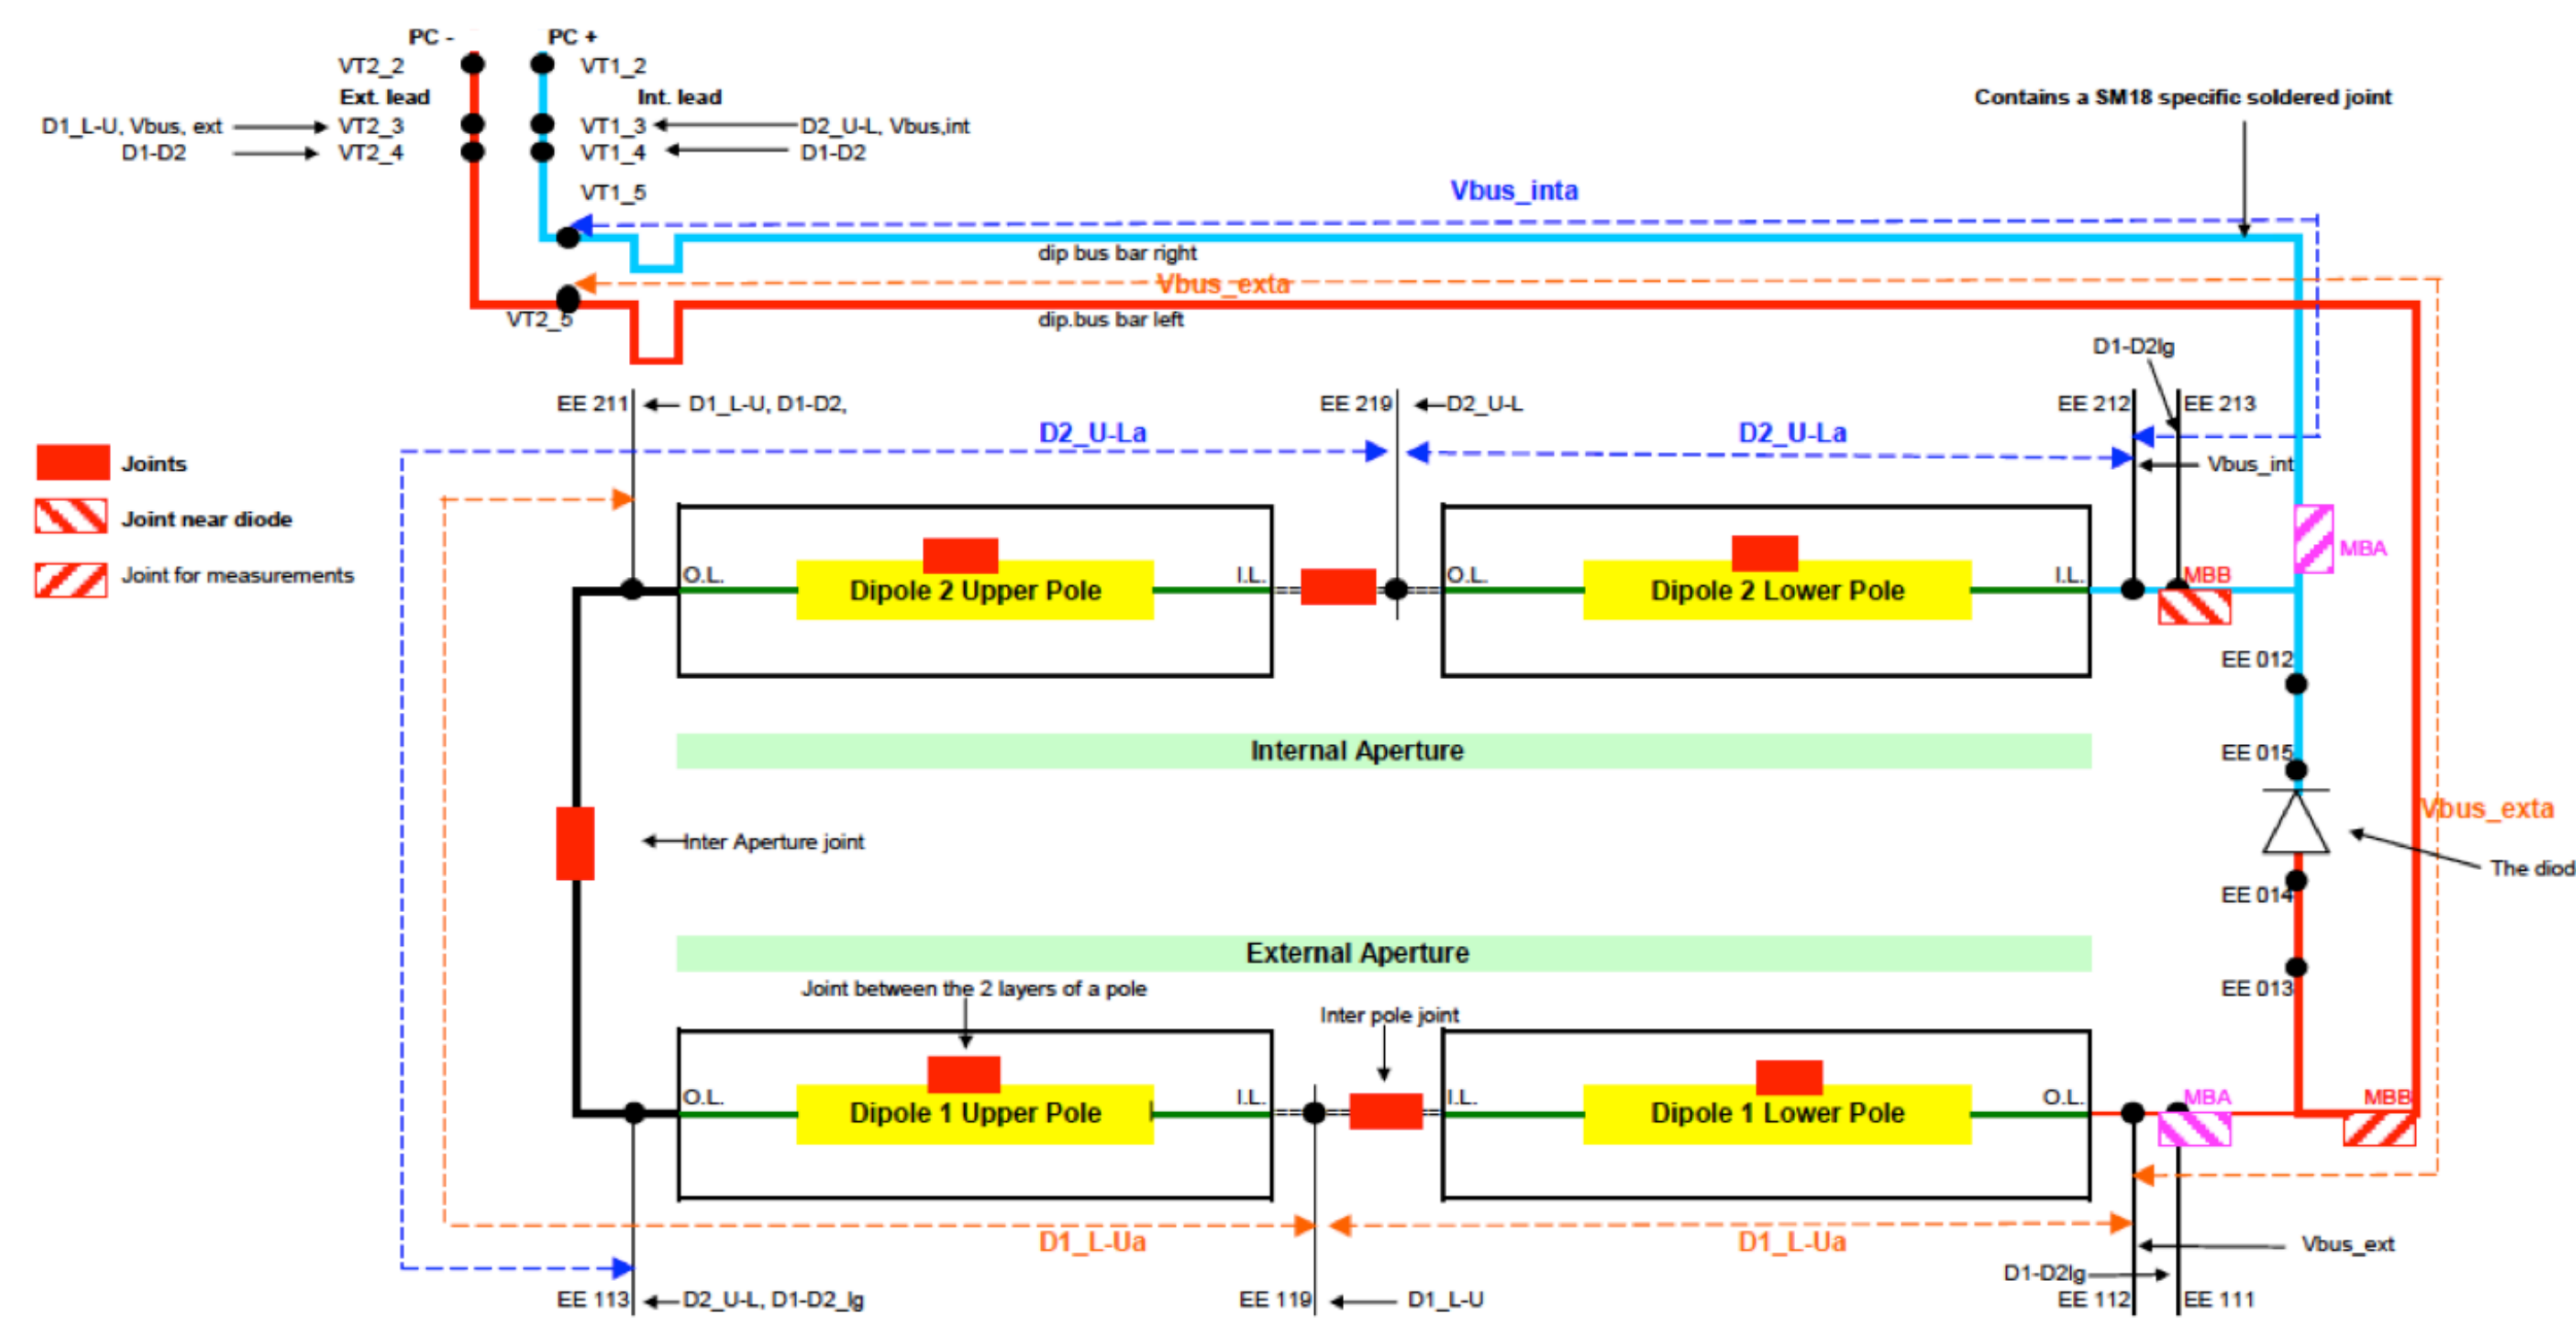 PC -
PC +
VT2_2
VT1_2
Ext. lead
Int. lead
Contains a SM18 specific soldered joint
D1_L-U, Vbus, ext
VT2_3
VT1_3
D2_U-L, Vbus,int
D1-D2
VT2_4
VT1_4
D1-D2
VT1_5
Vbus_inta
dip bus bar right
Vbus_exta
VT2_5
dip.bus bar left
D1-D2Ig
EE 211
D1_L-U, D1-D2,
EE 219
D2_U-L
EE 212
EE 213
D2_U-La
D2_U-La
Joints
Vbus_int
Joint near diode
MBA
Joint for measurements
O.L.
Dipole 2 Upper Pole
I.L.
O.L.
Dipole 2 Lower Pole
I.L.
MBB
EE 012
Internal Aperture
EE 015
Vbus_exta
Inter Aperture joint
The diod
EE 014
External Aperture
EE 013
Joint between the 2 layers of a pole
Inter pole joint
O.L.
Dipole 1 Upper Pole
I.L.
I.L.
Dipole 1 Lower Pole
O.L.
MBA
MBB
D1_L-Ua
D1_L-Ua
Vbus_ext
D1-D2Ig
EE 113
D2_U-L, D1-D2_Ig
EE 119
D1_L-U
EE 112
EE 111